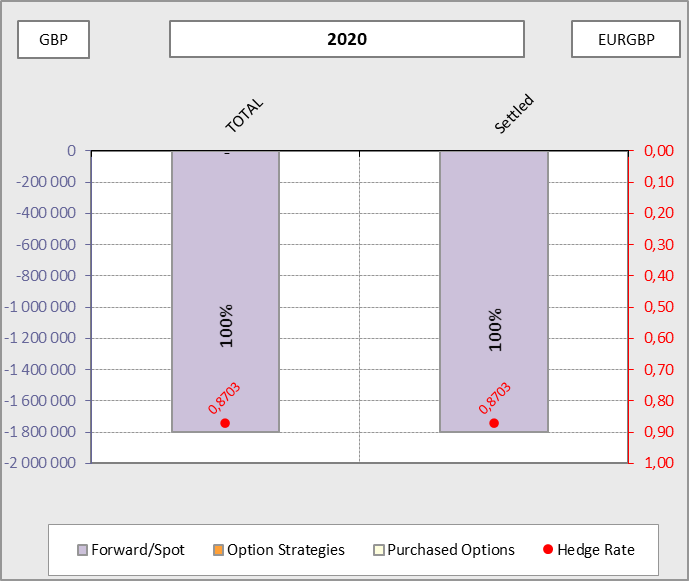 GBP
2020
EURGBP
TOTAL
Settled
0
-200 000
-400 000
-600 000
-800 000
-1 000 000
-1 200 000
-1 400 000
-1 600 000
-1 800 000
-2 000 000
100%
0,8703
100%
0,8703
0,00
0,10
0,20
0,30
0,40
0,50
0,60
0,70
0,80
0,90
1,00
Forward/Spot Option Strategies Purchased Options Hedge Rate